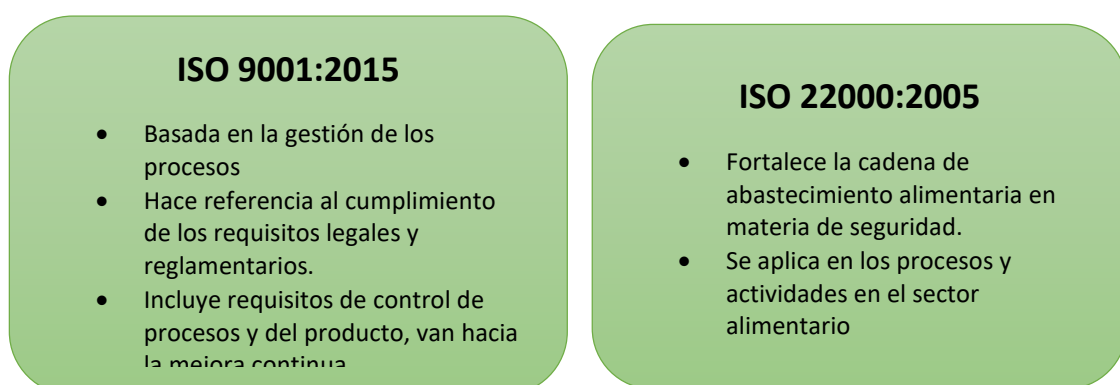 ISO 9001:2015
• Basada en la gestión de los
procesos
• Hace referencia al cumplimiento
de los requisitos legales y
reglamentarios.
• Incluye requisitos de control de
procesos y del producto, van hacia
la mejora continua
ISO 22000:2005
• Fortalece la cadena de
abastecimiento alimentaria en
materia de seguridad.
• Se aplica en los procesos y
actividades en el sector
alimentario